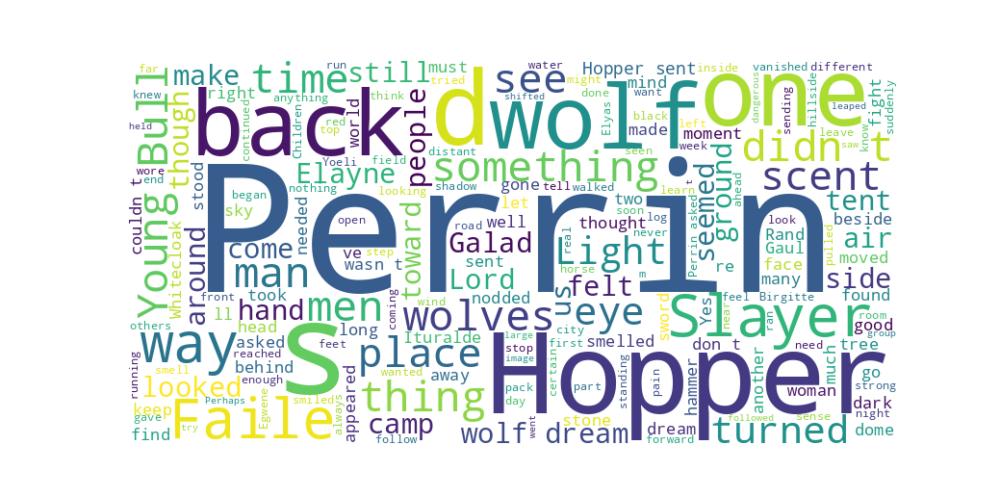 far
run
water
knew
make
time
still
must
tried
see
Hopper sent
inside
vanished
different
might
mind
right
anything
think
world
people
back
d
wolf
one
done
want
shifted
Elyas
black
made
left
moment
week
dangerous
sending
hillside
leaped
leave
saw
know
fight
suddenly
held
wore
end
couldn t
Young Bull
though
Whitecloak
stood
around
continued
Children
red
top
Yoeli
field
distant
seen
didn t
something
scent
Elayne
nothing
looking
shadow
gone
tell
walked
learn
t
ground
ahead
seemed
tent
beside
began
sky
needed
Perrin
open
ve
wasn t
toward
let
road
well
two
soon
thought
log
never
real
Perrin asked
look
Rand
Gaul
face
many
pulled
air
moved
side
come
man
Galad
Light
sent
Lord
step
horse
m
felt
us
re
front
took
ll
hand
men
coming
wind
nodded
wolves
eye
sword
Yes
near
feel
Birgitte
ran
found
room
good
group
Slayer
others
way
asked
head
reached
behind
S
long
feet
Ituralde
city
first
large
stop
image
smelled
don t
need
tree
much
another
go
running
looked
smell
enough
appeared
place
wanted
away
pack
day
certain
part
standing
pain
hammer
woman
strong
dark
night
keep
gave
Perhaps
Egwene
smiled
always
thing
Hopper
followed
sense
find
try
Faile
camp
follow
wolf dream
went
stone
dream
forward
turned
dome